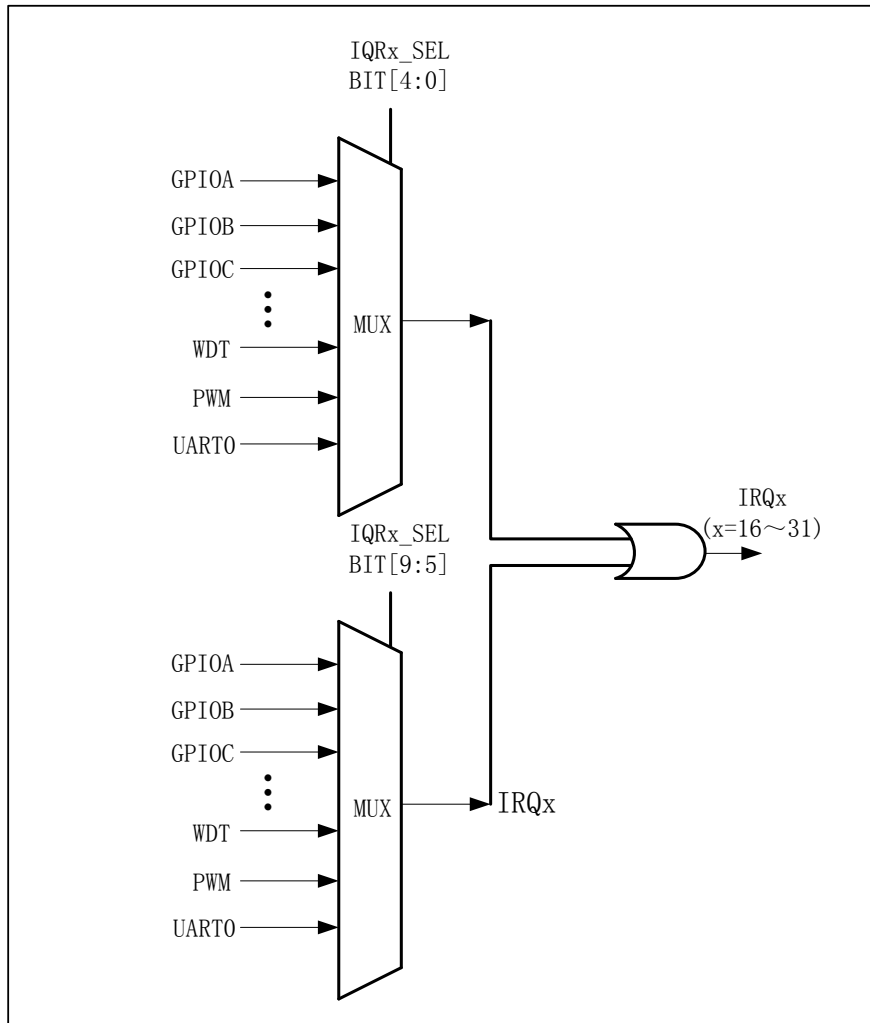 IQRx_SEL
BIT[4:0]
GPIOA
GPIOB
GPIOC
WDT
PWM
UART0
MUX
IRQx
(x=16～31)
IQRx_SEL
BIT[9:5]
GPIOA
GPIOB
GPIOC
WDT
PWM
UART0
MUX
IRQx